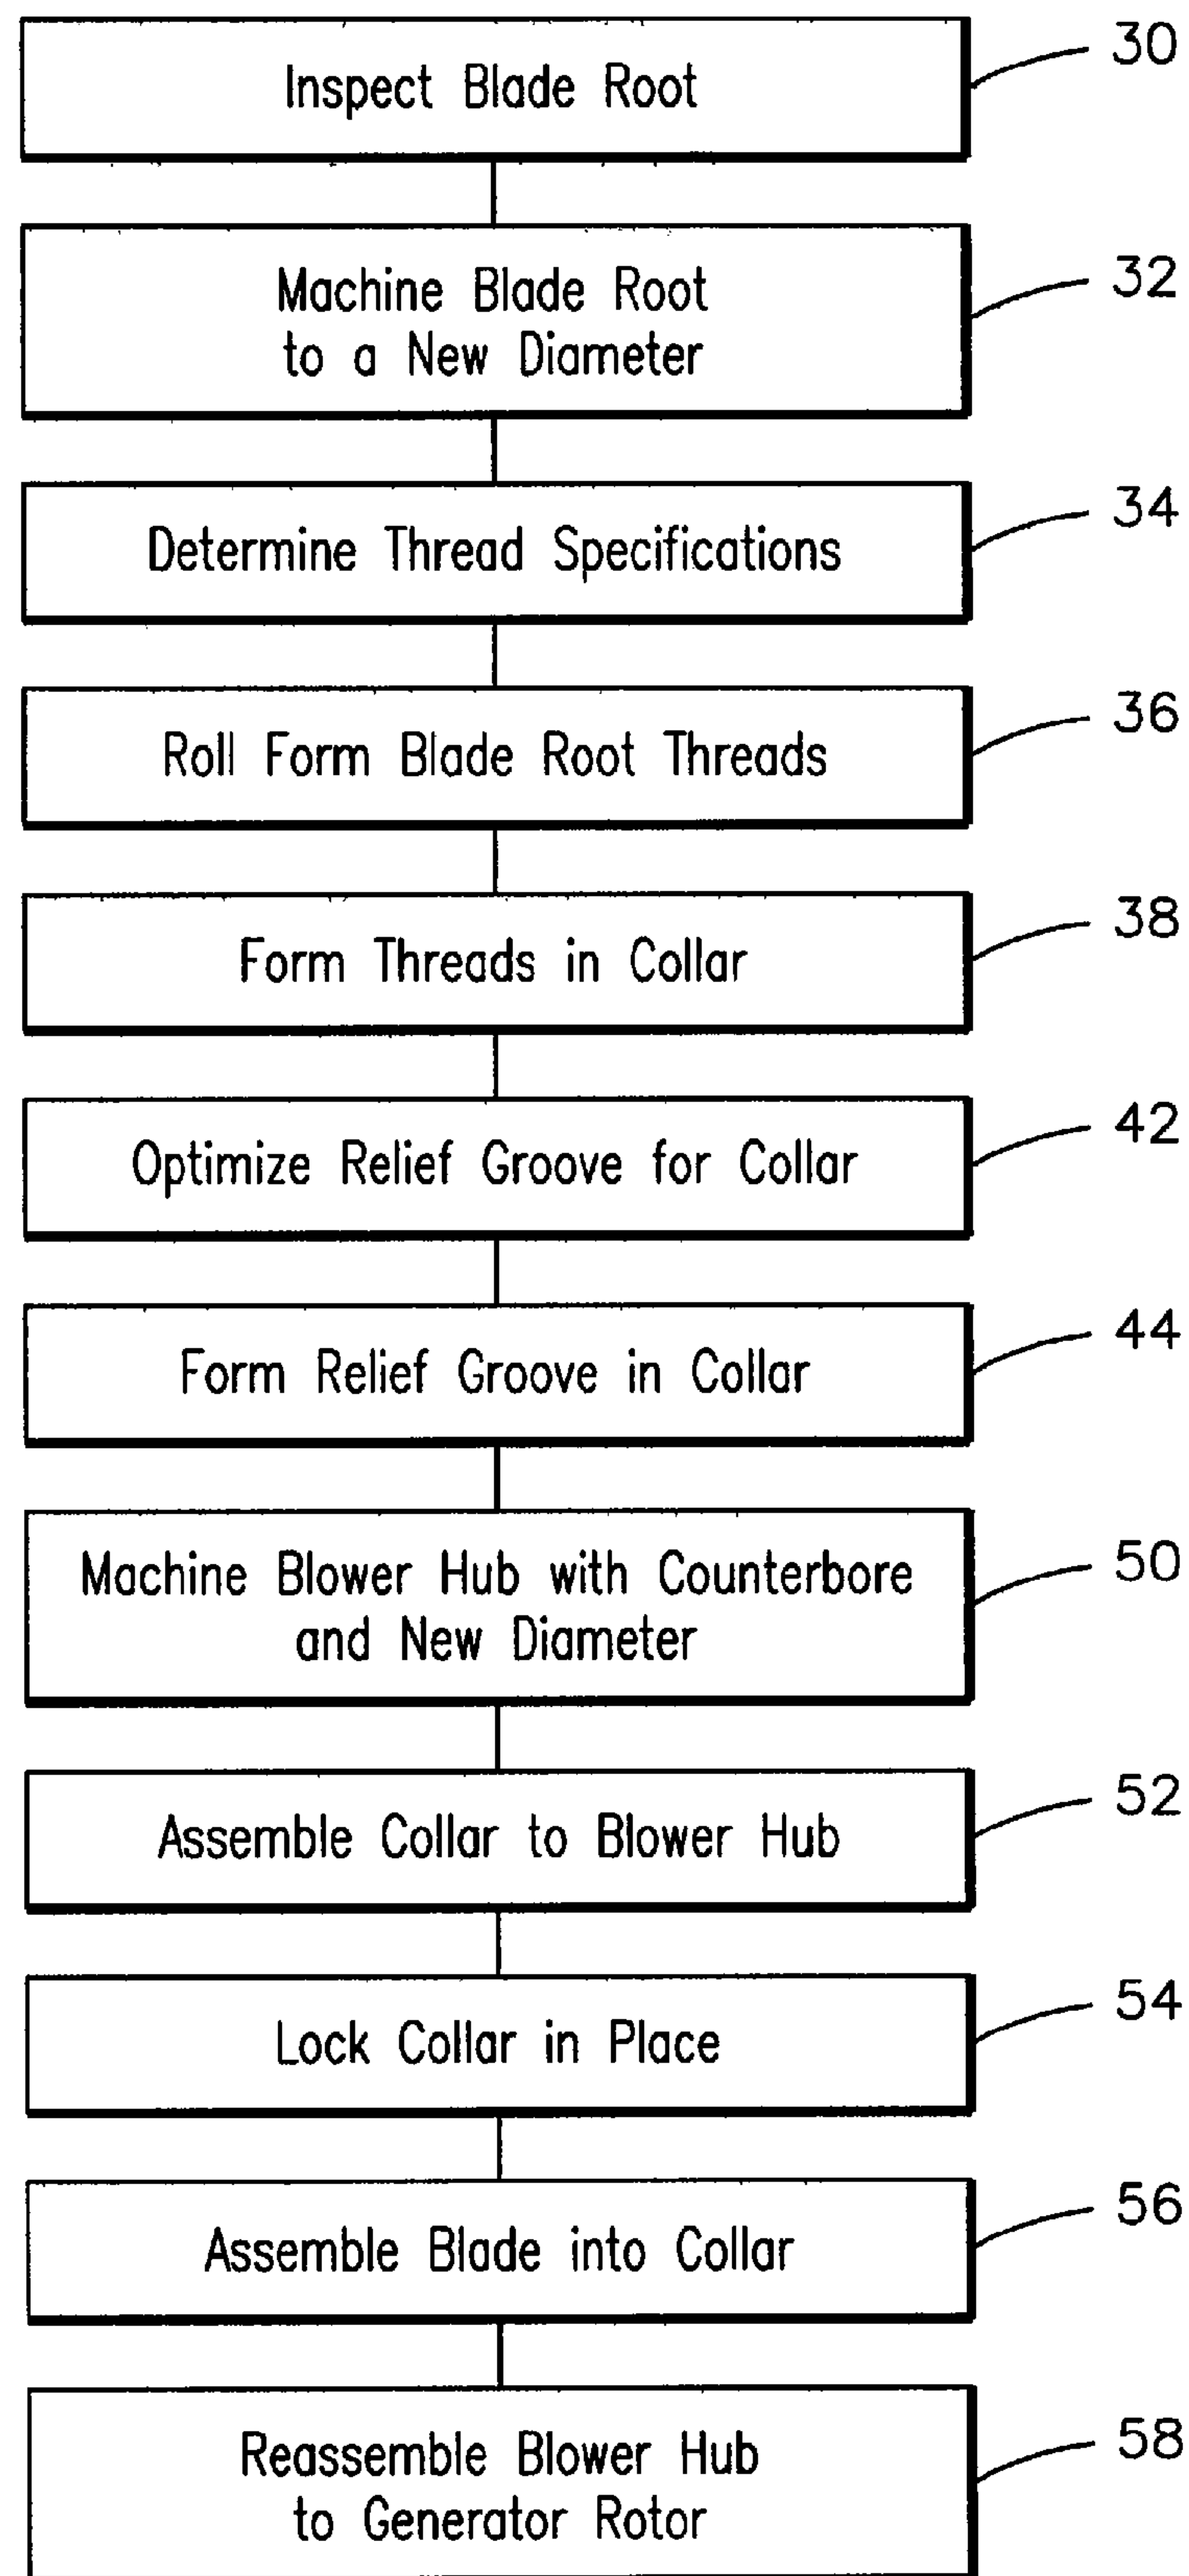 Inspect Blade Root
30
Machine Blade Root
to a New Diameter
32
Determine Thread Specifications
34
Roll Form Blade Root Threads
36
Form Threads in Collar
38
Optimize Relief Groove for Collar
42
Form Relief Groove in Collar
44
Machine Blower Hub with Counterbore
and New Diameter
50
Assemble Collar to Blower Hub
52
Lock Collar in Place
54
Assemble Blade into Collar
56
Reassemble Blower Hub
to Generator Rotor
58